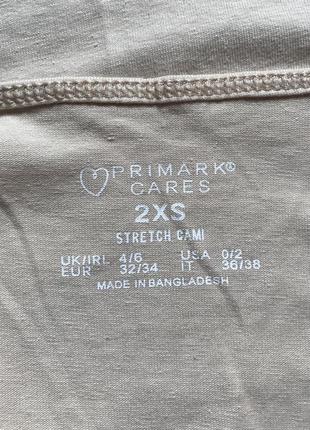 PRIMARK®
CARES
2XS
STRETCH CAMI
UK/IRL 4/6 USA 0/2
EUR 32/34 IT 36/38
MADE IN BANGLADESH